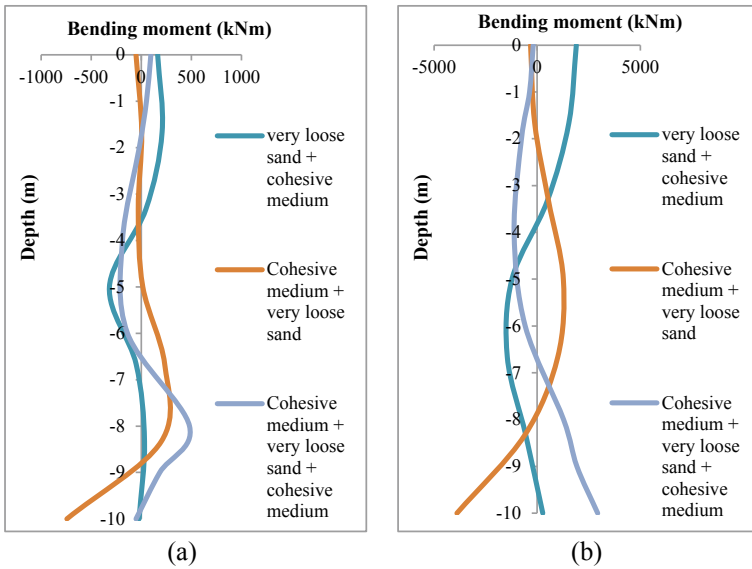 Bending moment (kNm)
-1000 0 1000
0
-1
-2
-3
-4
-5
-6
-7
-8
-9
-10
Depth (m)
very loose
sand +
cohesive
medium
Cohesive
medium +
very loose
sand
Cohesive
medium +
very loose
sand +
cohesive
medium
(a)
Bending moment (kNm)
-5000 0 5000
0
-1
-2
-3
-4
-5
-6
-7
-8
-9
-10
Depth (m)
very loose
sand +
cohesive
medium
Cohesive
medium +
very loose
sand
Cohesive
medium +
very loose
sand +
cohesive
medium
(b)